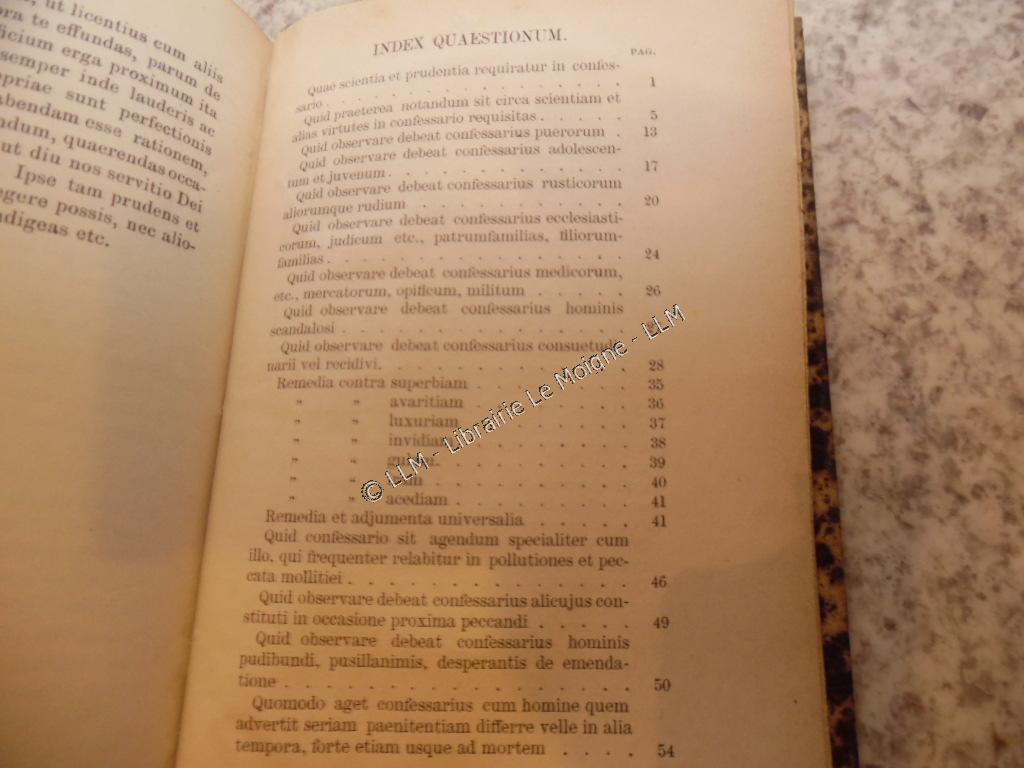 , ut licentius cum aliis
ora te effundas, parum de
ficium erga proximum ita
semper inde lauderis ac
opriae sunt perfectionis
abendam esse rationem,
ndum, quaerendas occa-
ut diu nos servitio Dei
Ipse tam prudens et
egere possis, nec alio-
ndigeas etc.
INDEX QUAESTIONUM.
PAG.
Quae scientia et prudentia requiratur in confes-
sario . . . . . . . . . . . . . . 1
Quid praeterea notandum sit circa scientiam et
alias virtutes in confessario requisitas . . . . . 5
Quid observare debeat confessarius puerorum . 13
Quid observare debeat confessarius adolescen-
tum et juvenum . . . . . . . . . . . 17
Quid observare debeat confessarius rusticorum
aliorumque rudium . . . . . . . . . . 20
Quid observare debeat confessarius ecclesiasti-
corum, judicum etc., patrumfamilias, filiorum-
familias . . . . . . . . . . . . . 24
Quid observare debeat confessarius medicorum,
etc., mercatorum, opificum, militum . . . . . 26
Quid observare debeat confessarius hominis
scandalosi . . . . . . . . . . . .
Quid observare debeat confessarius consuetudi-
narii vel recidivi. . . . . . . . . . . 28
Remedia contra superbiam . . . . . . . . 35
" " avaritiam . . . . . . . . 36
" " luxuriam . . . . . . . . 37
" " invidiam . . . . . . . . 38
" " gulam. . . . . . . . . 39
" " . . . . . . . . 40
" " acediam . . . . . . . . 41
Remedia et adjumenta universalia . . . . . 41
Quid confessario sit agendum specialiter cum
illo, qui frequenter relabitur in pollutiones et pec-
cata mollitiei . . . . . . . . . . . . 46
Quid observare debeat confessarius alicujus con-
stituti in occasione proxima peccandi . . . . . 49
Quid observare debeat confessarius hominis
pudibundi, pusillanimis, desperantis de emenda-
tione . . . . . . . . . . . . . . 50
Quomodo aget confessarius cum homine quem
advertit seriam paenitentiam differre velle in alia
tempora, forte etiam usque ad mortem . . . . 54
© LLM - Librairie Le Moigne - LLM